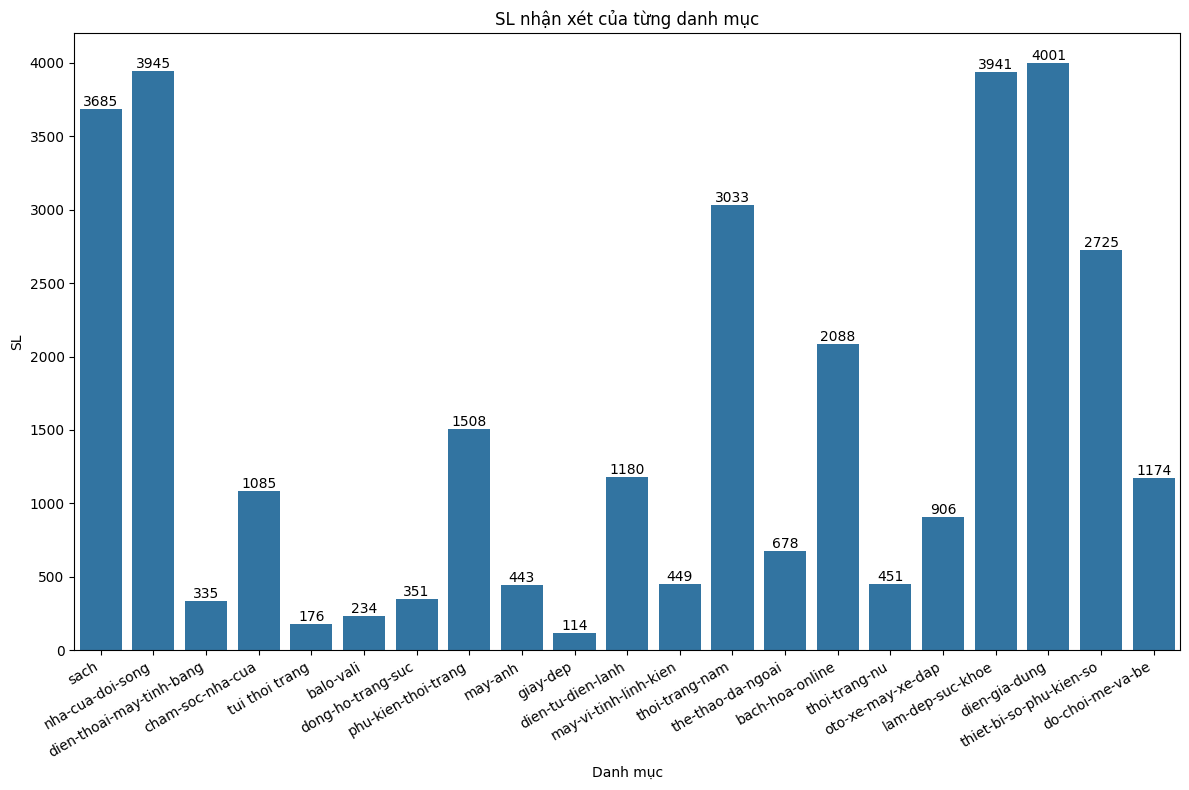 SL nhận xét của từng danh mục
SL
4000
3500
3000
2500
2000
1500
1000
500
0
3685
3945
335
1085
176
234
351
1508
443
114
1180
449
3033
678
2088
451
906
3941
4001
2725
1174
sach
nha-cua-doi-song
dien-thoai-may-tinh-bang
cham-soc-nha-cua
tui thoi trang
balo-vali
dong-ho-trang-suc
phu-kien-thoi-trang
may-anh
giay-dep
dien-tu-dien-lanh
may-vi-tinh-linh-kien
thoi-trang-nam
the-thao-da-ngoai
bach-hoa-online
thoi-trang-nu
oto-xe-may-xe-dap
lam-dep-suc-khoe
dien-gia-dung
thiet-bi-so-phu-kien-so
do-choi-me-va-be
Danh mục